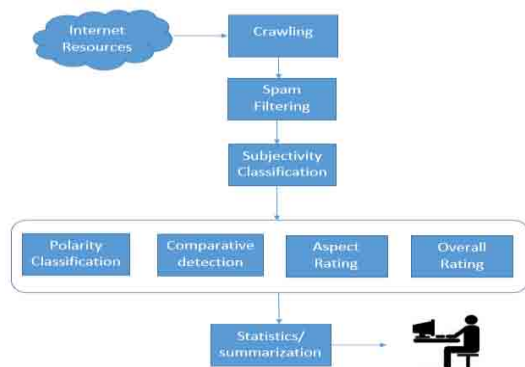 Internet
Resources
Crawling
Spam
Filtering
Subjectivity
Classification
Polarity
Classification
Comparative
detection
Aspect
Rating
Overall
Rating
Statistics/
summarization